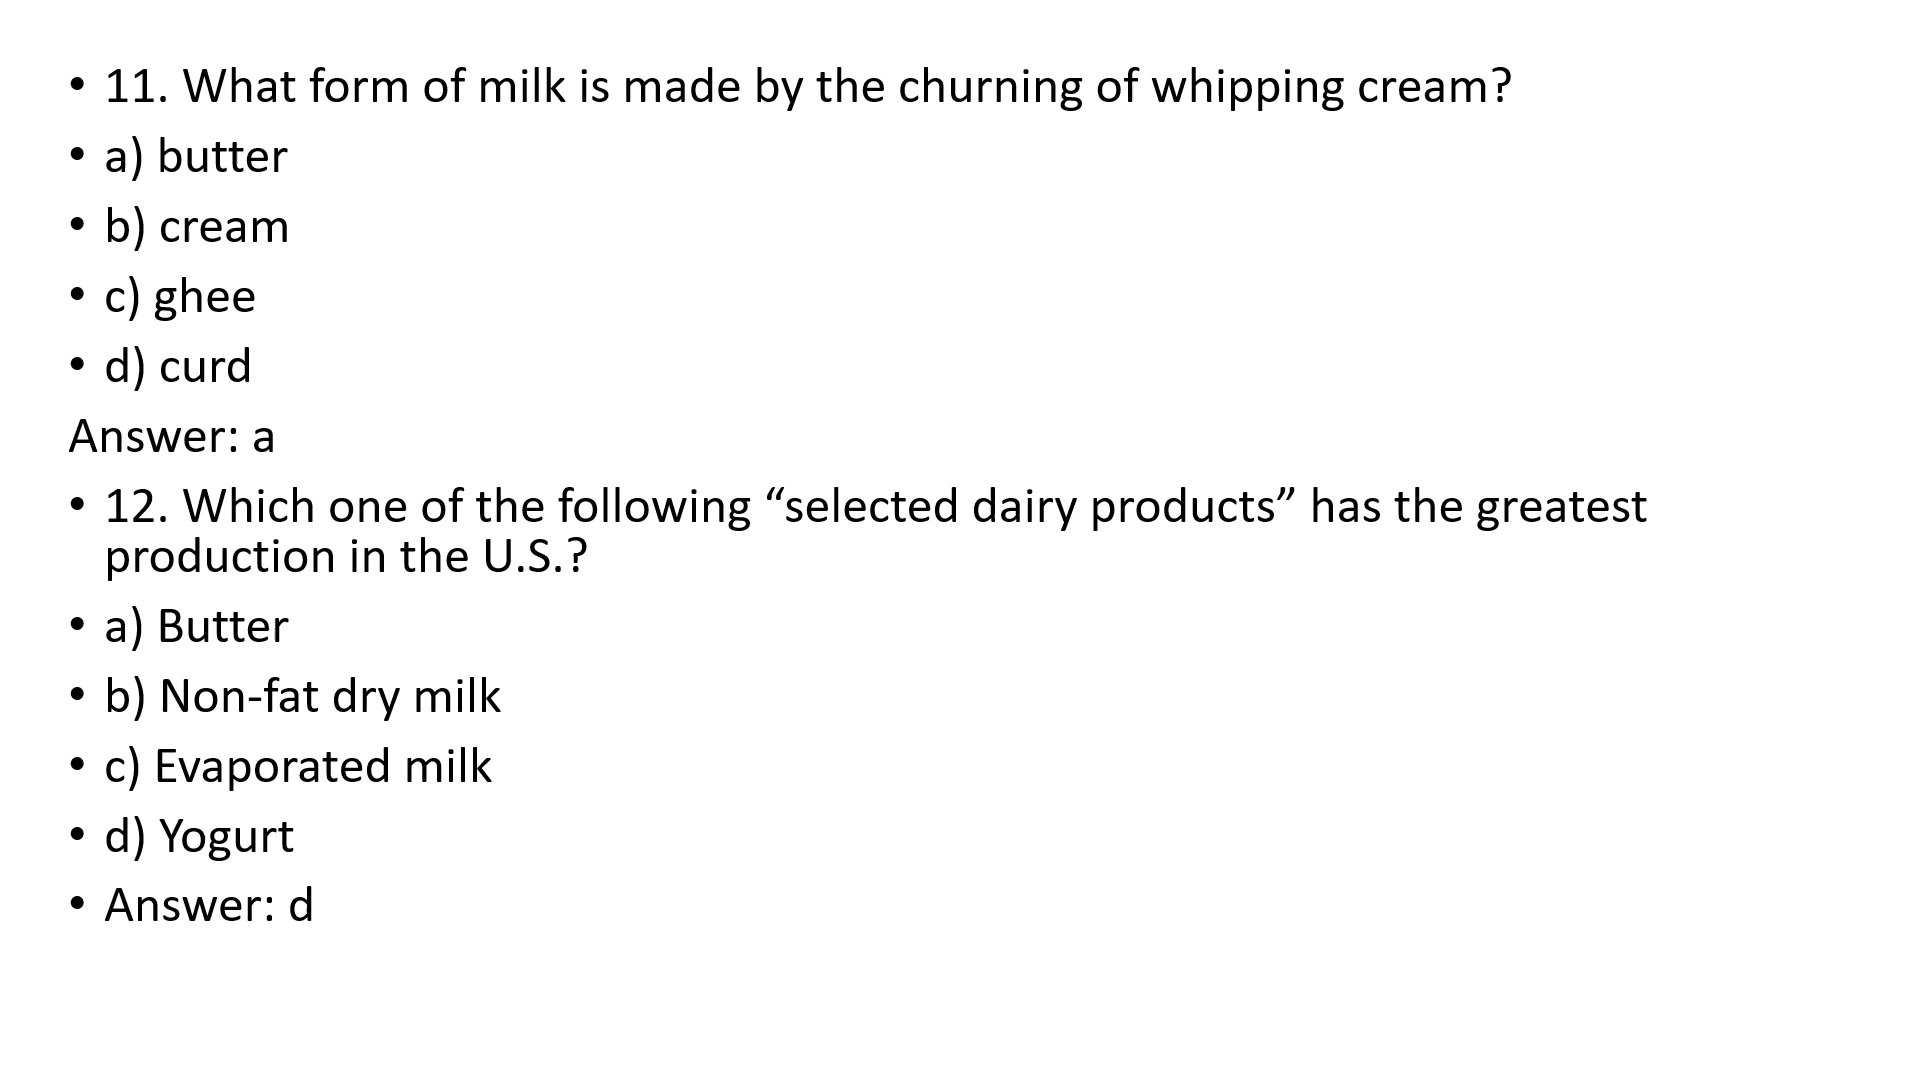 • 11. What form of milk is made by the churning of whipping cream?
• a) butter
• b) cream
• c) ghee
• d) curd
Answer: a
• 12. Which one of the following “selected dairy products” has the greatest
production in the U.S.?
• a) Butter
• b) Non-fat dry milk
• c) Evaporated milk
• d) Yogurt
• Answer: d